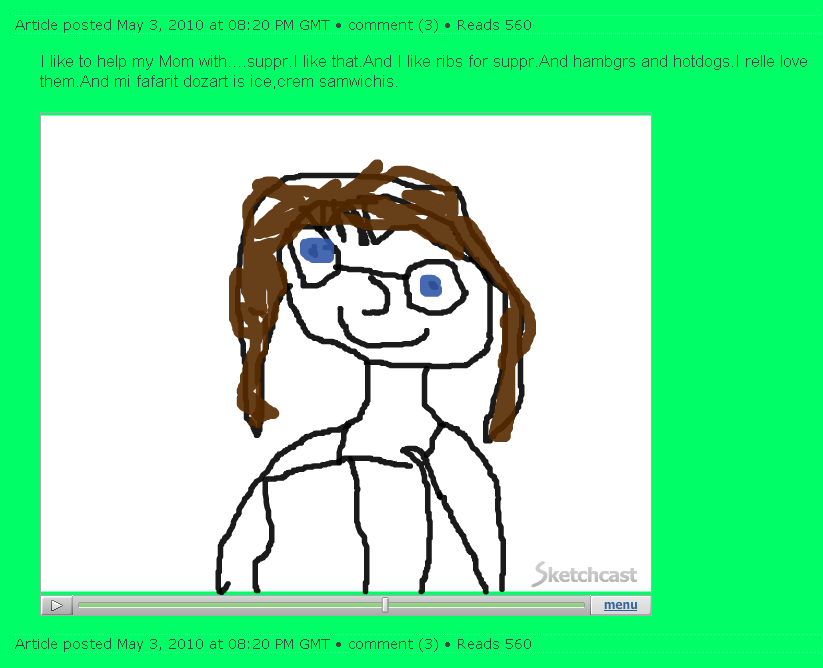 Article posted May 3, 2010 at 08:20 PM GMT • comment (3) • Reads 560
I like to help my Mom with....suppr.I like that.And I like ribs for suppr.And hambgrs and hotdogs.I relle love
them.And mi fafarit dozart is ice,crem samwichis.
Sketchcast
menu
Article posted May 3, 2010 at 08:20 PM GMT • comment (3) • Reads 560